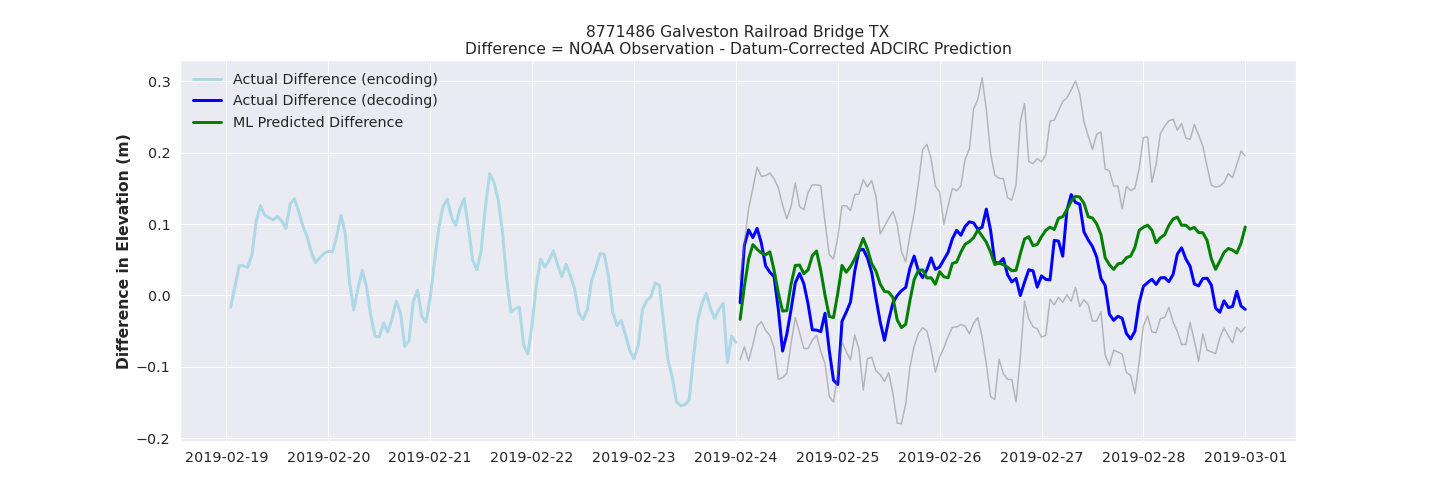 8771486 Galveston Railroad Bridge TX
Difference = NOAA Observation - Datum-Corrected ADCIRC Prediction
Difference in Elevation (m)
0.3
0.2
0.1
0.0
−0.1
−0.2
Actual Difference (encoding)
Actual Difference (decoding)
ML Predicted Difference
2019-02-19 2019-02-20 2019-02-21 2019-02-22 2019-02-23 2019-02-24 2019-02-25 2019-02-26 2019-02-27 2019-02-28 2019-03-01